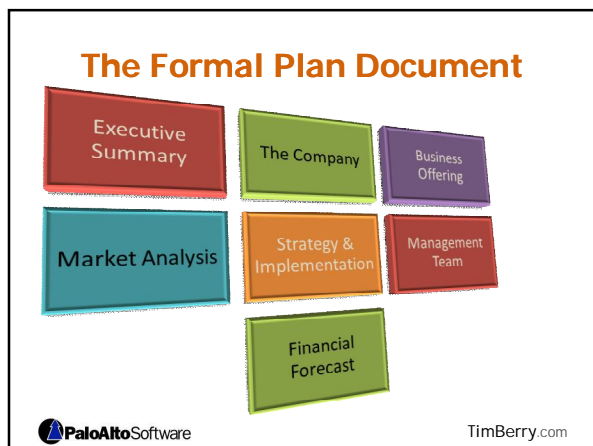 The Formal Plan Document
Executive
Summary
The Company
Business
Offering
Market Analysis
Strategy &
Implementation
Management
Team
Financial
Forecast
PaloAltoSoftware
TimBerry.com